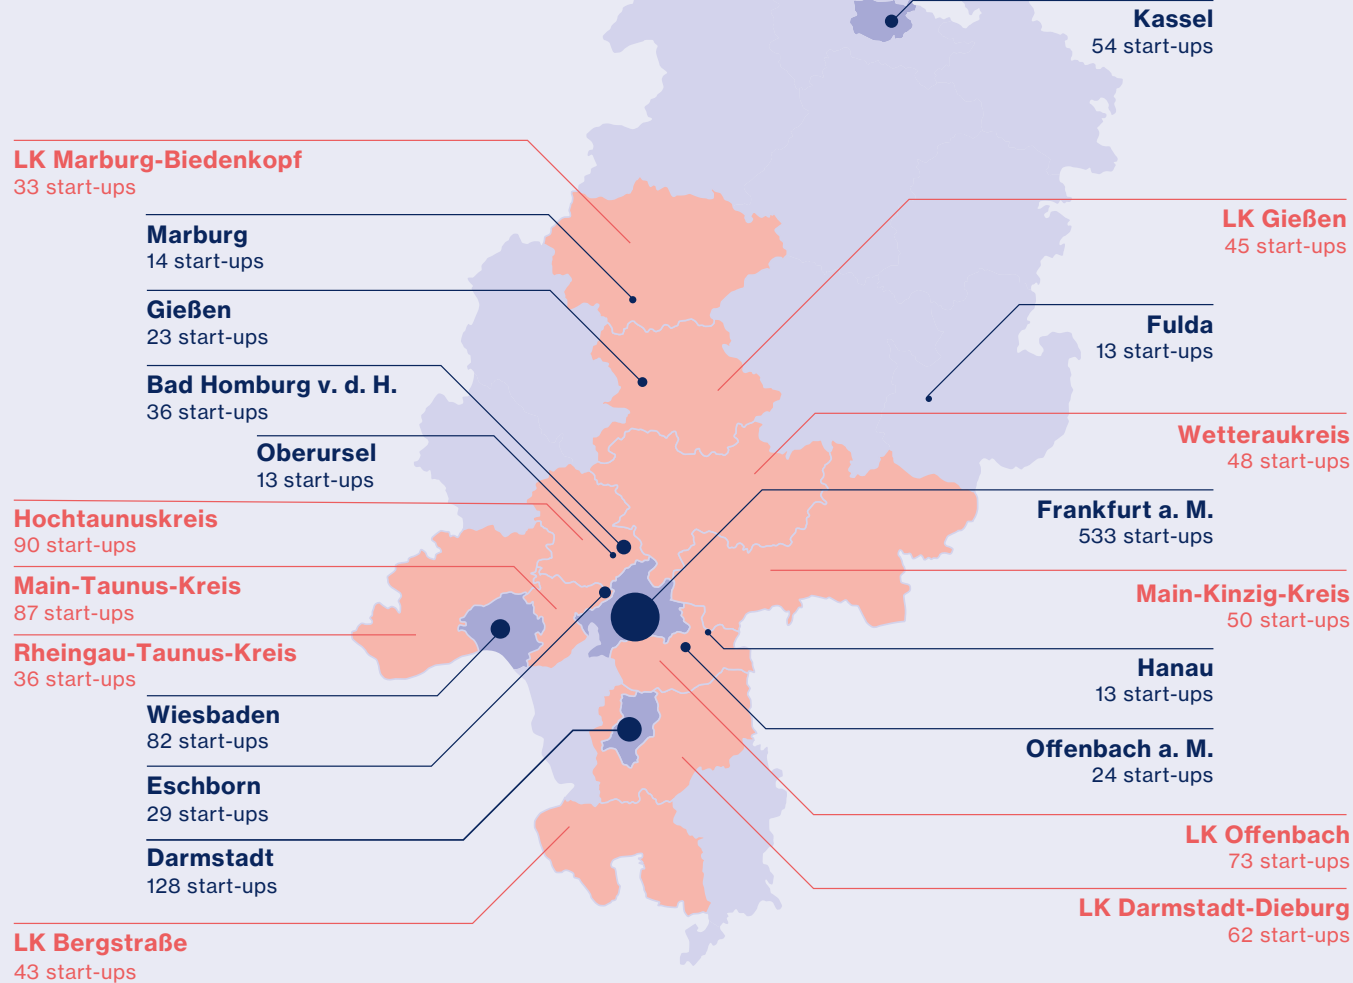 Kassel
54 start-ups
LK Marburg-Biedenkopf
33 start-ups
Marburg
14 start-ups
Gießen
23 start-ups
Bad Homburg v. d. H.
36 start-ups
Oberursel
13 start-ups
Hochtaunuskreis
90 start-ups
Main-Taunus-Kreis
87 start-ups
Rheingau-Taunus-Kreis
36 start-ups
Wiesbaden
82 start-ups
Eschborn
29 start-ups
Darmstadt
128 start-ups
LK Bergstraße
43 start-ups
LK Gießen
45 start-ups
Fulda
13 start-ups
Wetteraukreis
48 start-ups
Frankfurt a. M.
533 start-ups
Main-Kinzig-Kreis
50 start-ups
Hanau
13 start-ups
Offenbach a. M.
24 start-ups
LK Offenbach
73 start-ups
LK Darmstadt-Dieburg
62 start-ups